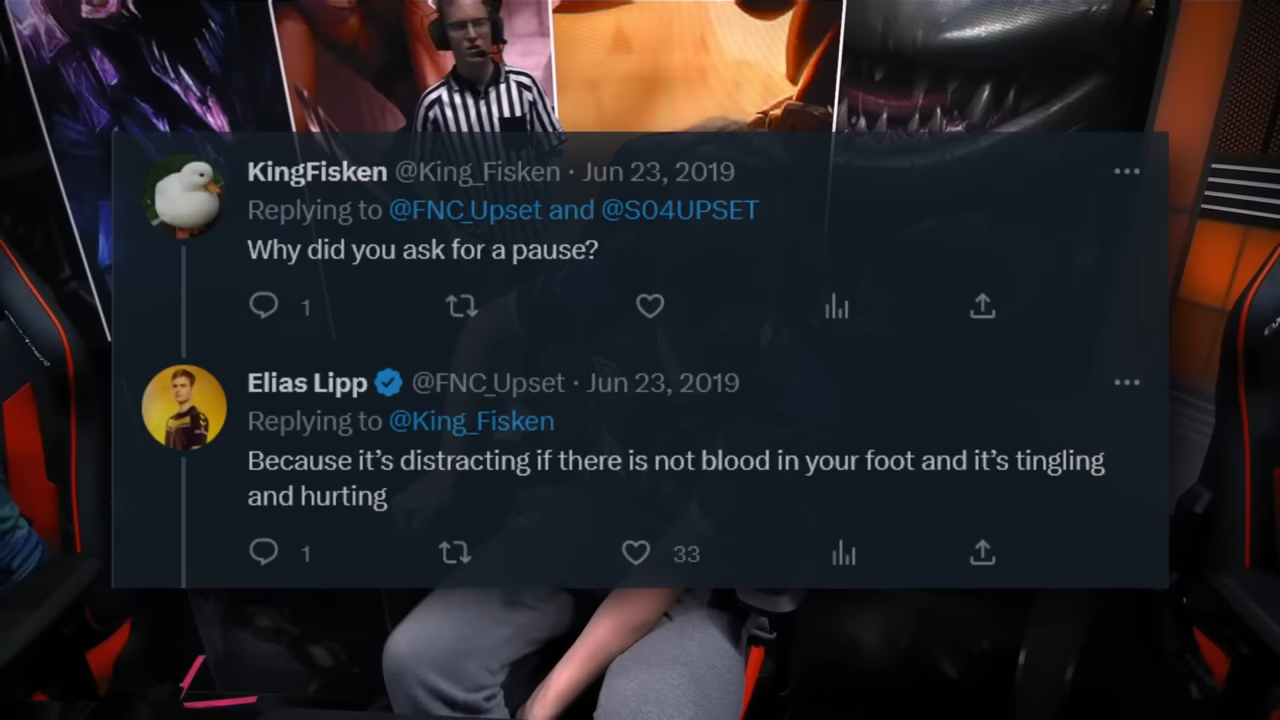 KingFisken @King_Fisken · Jun 23, 2019
Replying to @FNC_Upset and @S04UPSET
Why did you ask for a pause?
1
Elias Lipp @FNC_Upset · Jun 23, 2019
Replying to @King_Fisken
Because it’s distracting if there is not blood in your foot and it’s tingling
and hurting
1 33